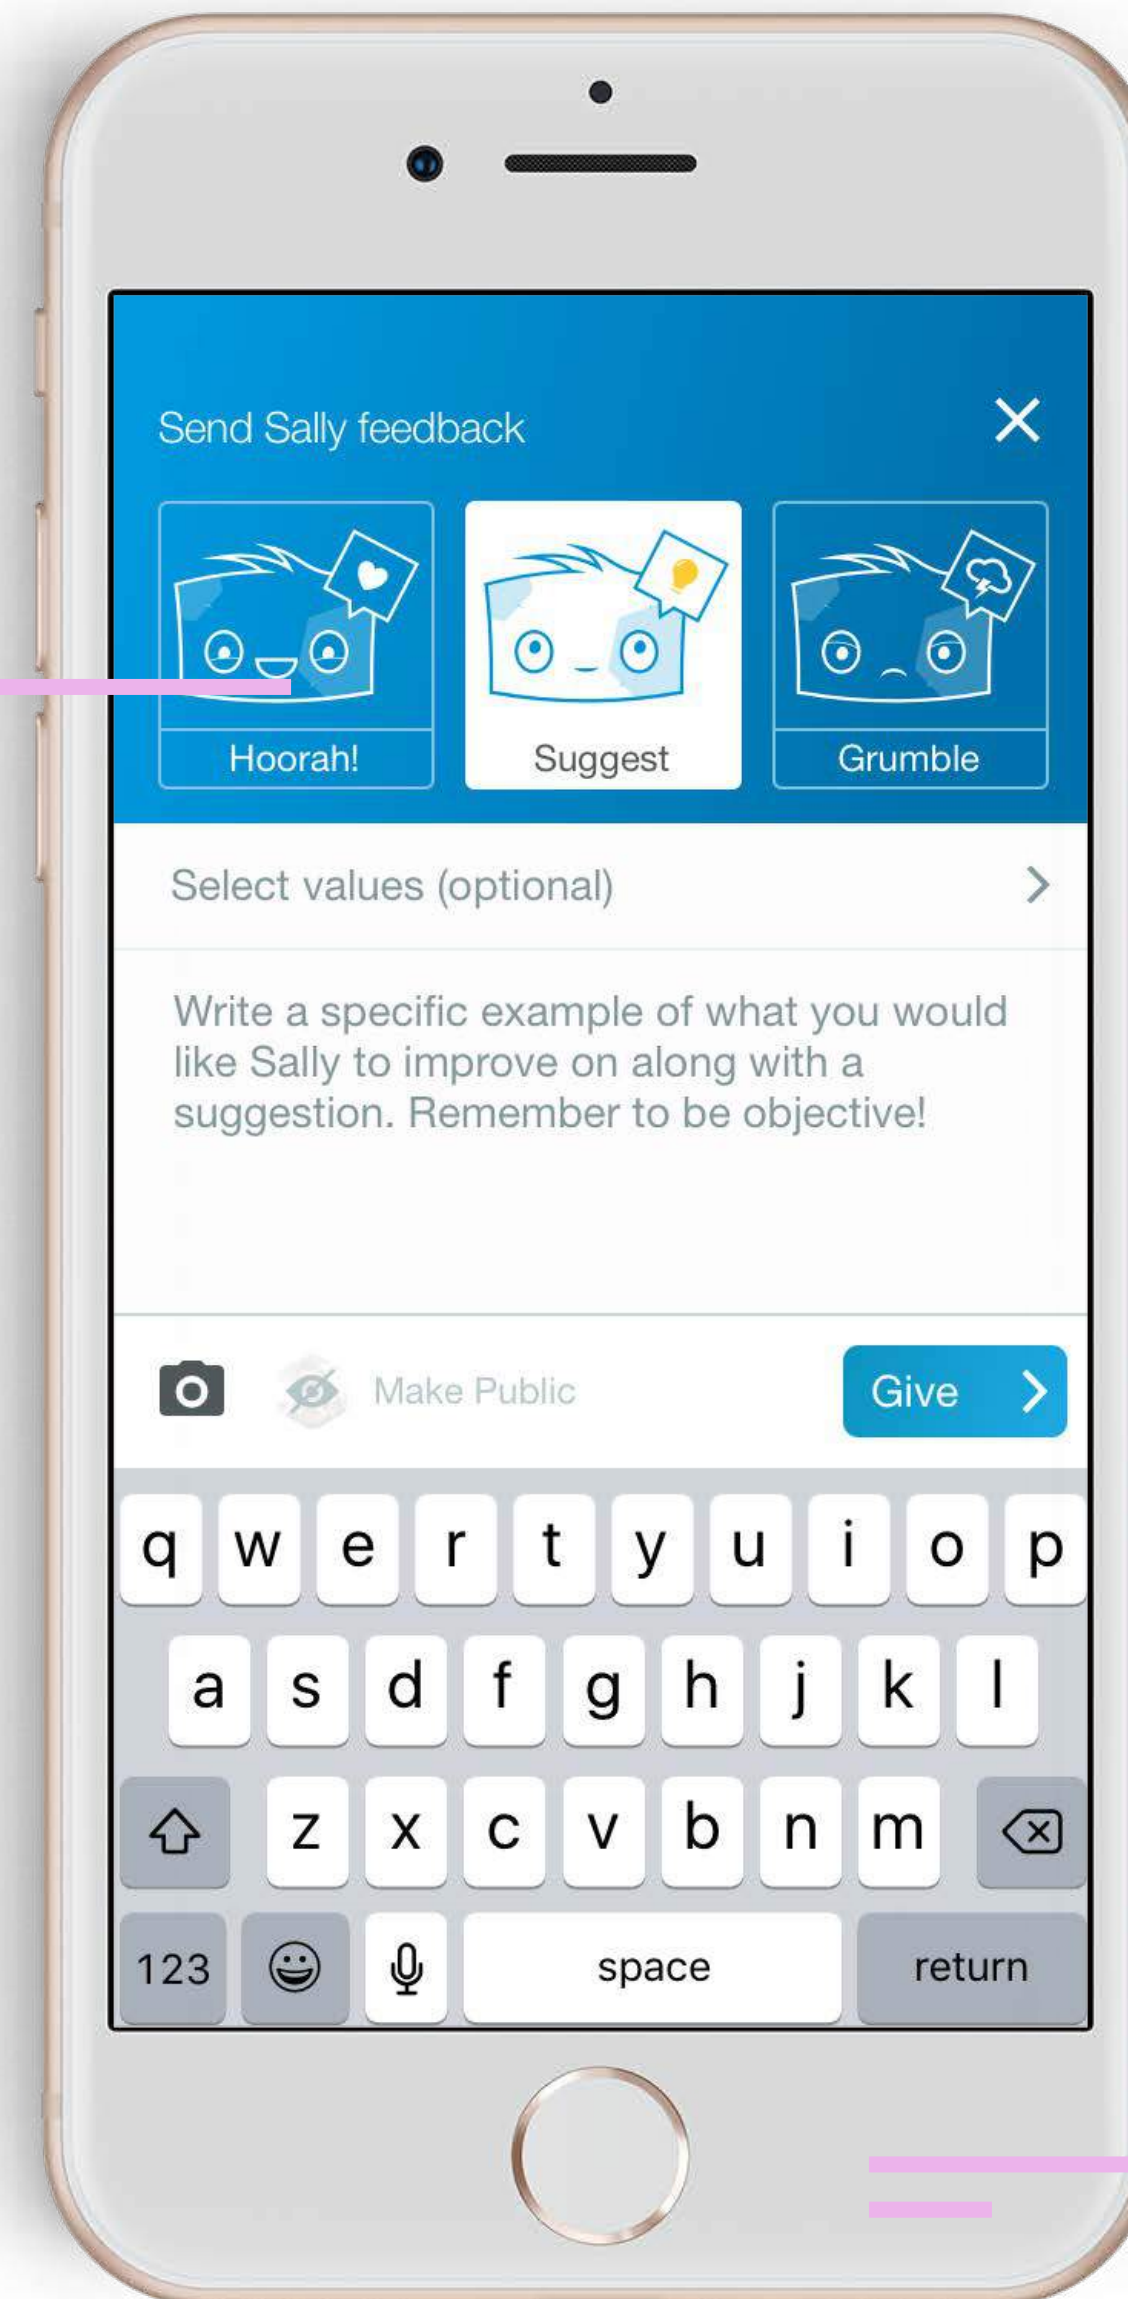 Send Sally feedback
Hoorah!
Suggest
Grumble
Select values (optional)
Write a specific example of what you would
like Sally to improve on along with a
suggestion. Remember to be objective!
Make Public
Give
q w e r t y u i o p
a s d f g h j k l
z x c v b n m
123 space return